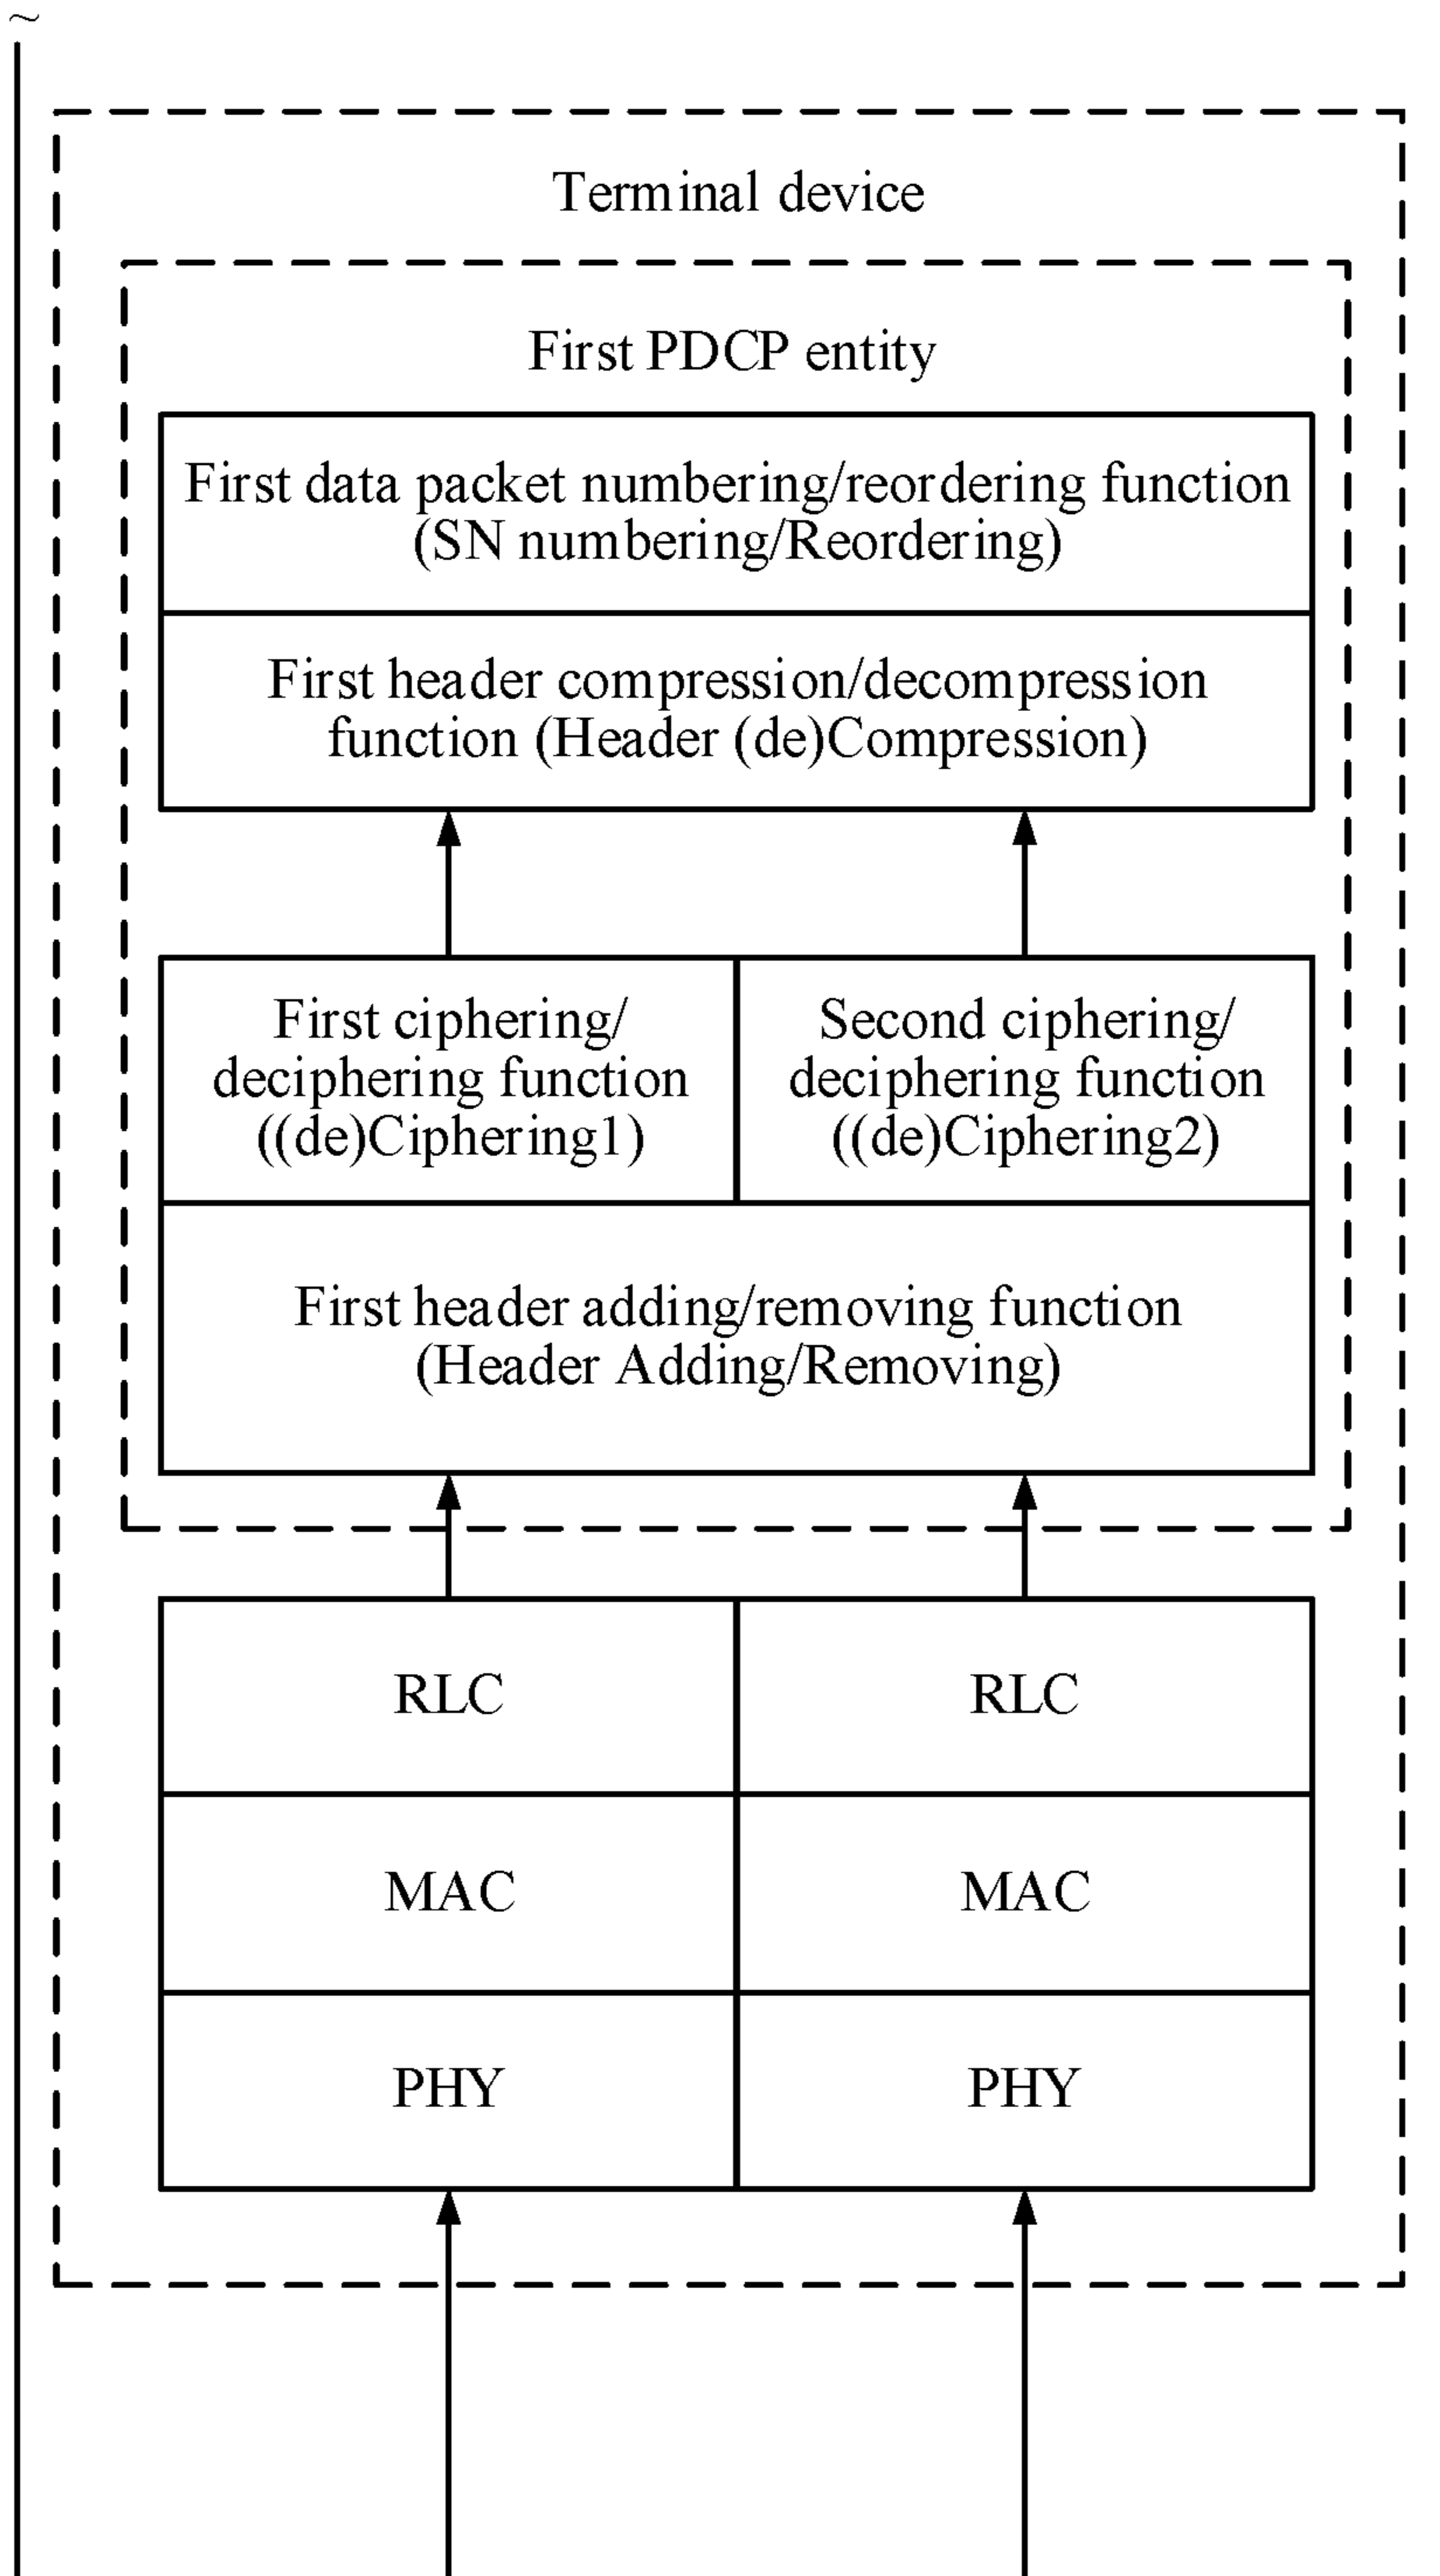 ~
Terminal device
First PDCP entity
First data packet numbering/reordering function
(SN numbering/Reordering)
First header compression/decompression
function (Header (de)Compression)
First ciphering/
deciphering function
((de)Ciphering1)
Second ciphering/
deciphering function
((de)Ciphering2)
First header adding/removing function
(Header Adding/Removing)
RLC
RLC
MAC
MAC
PHY
PHY